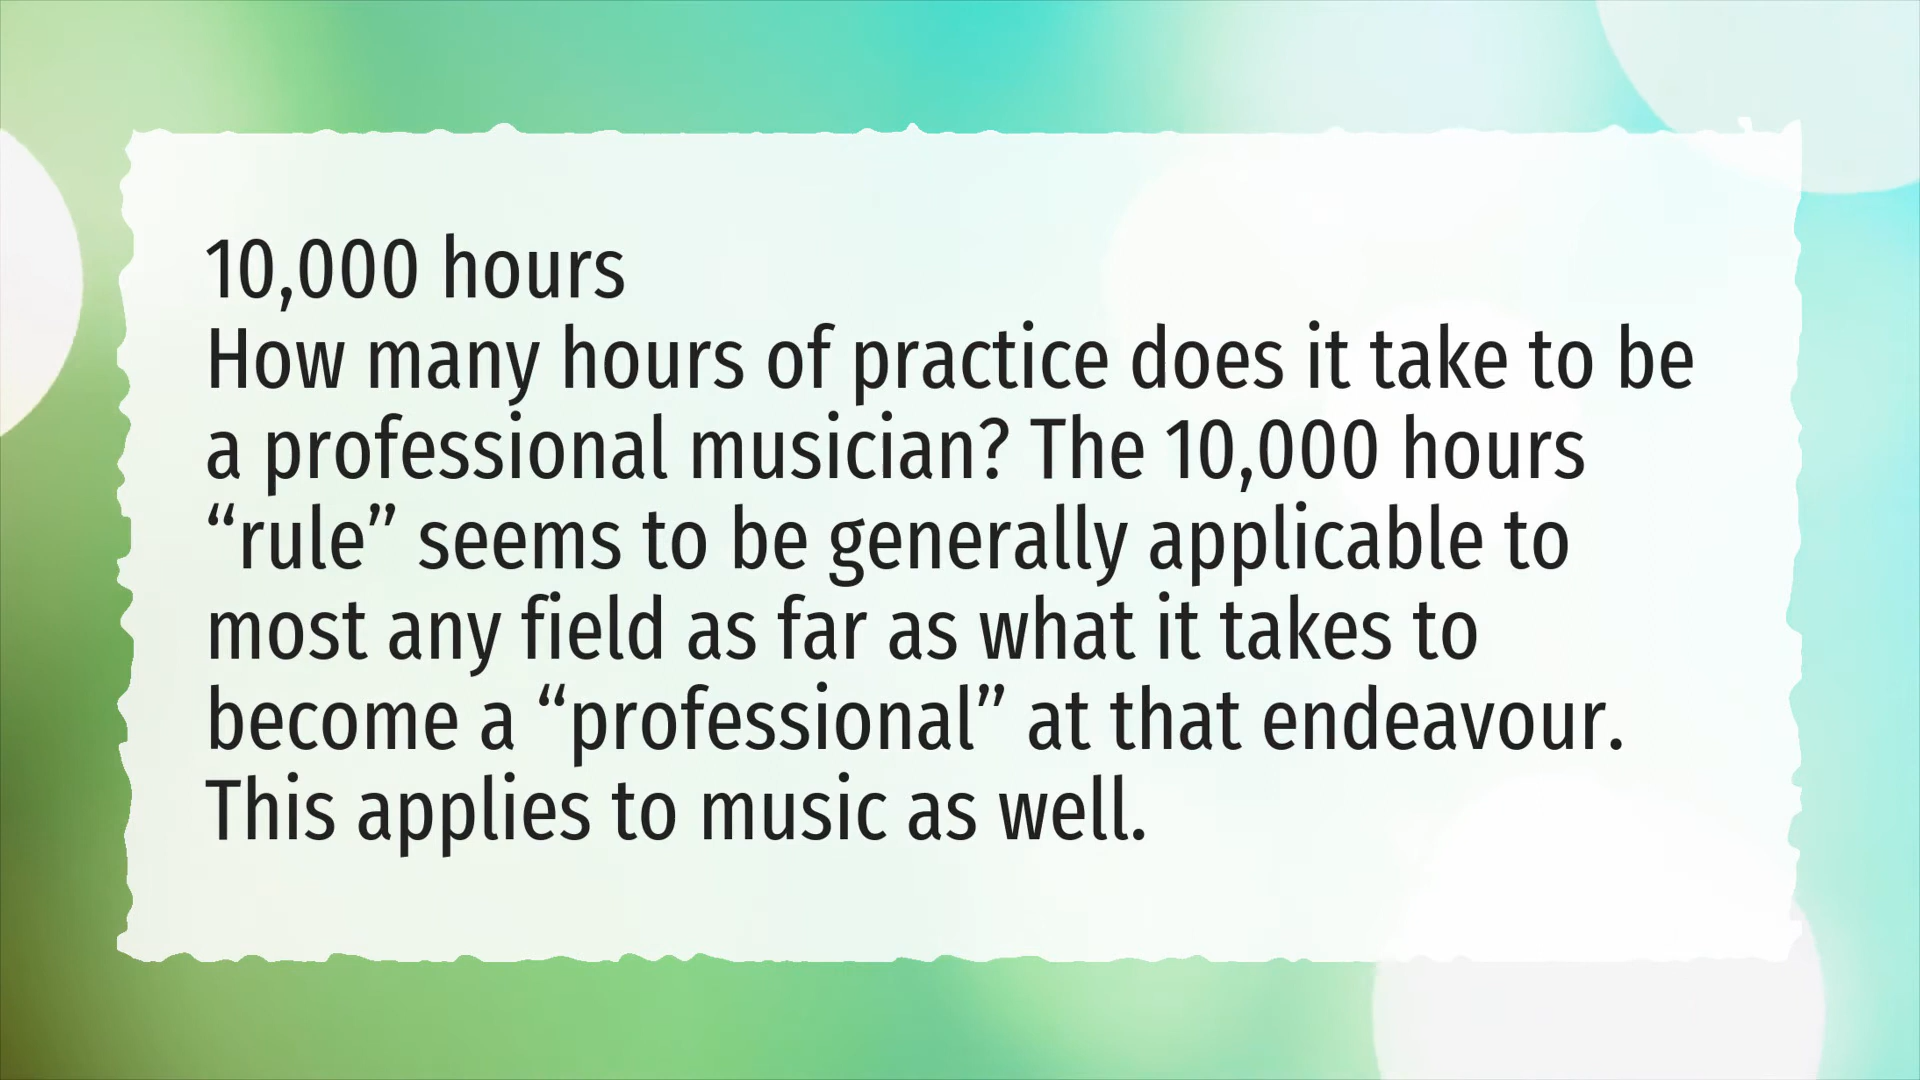 10,000 hours
How many hours of practice does it take to be
a professional musician? The 10,000 hours
“rule” seems to be generally applicable to
most any field as far as what it takes to
become a “professional” at that endeavour.
This applies to music as well.